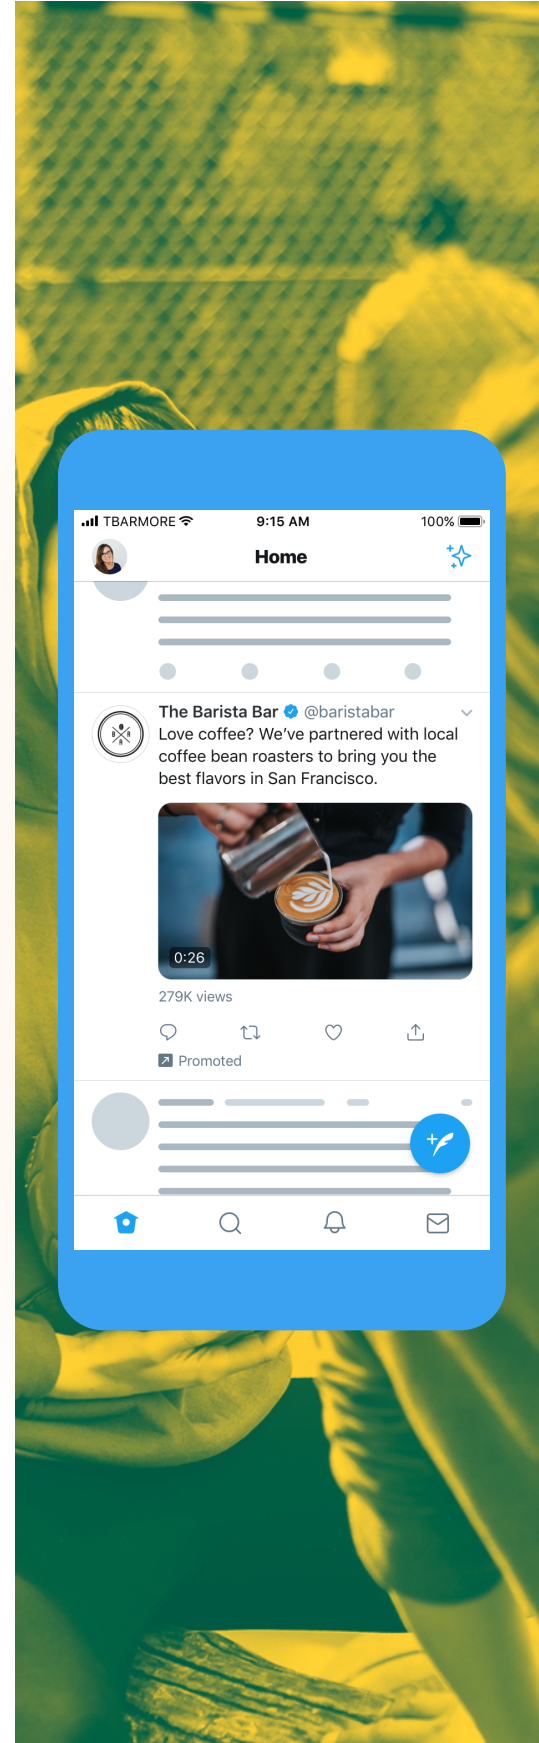 TBARMORE 9:15 AM 100%
Home
The Barista Bar @baristabar
Love coffee? We've partnered with local
coffee bean roasters to bring you the
best flavors in San Francisco.
0:26
279K views
Promoted